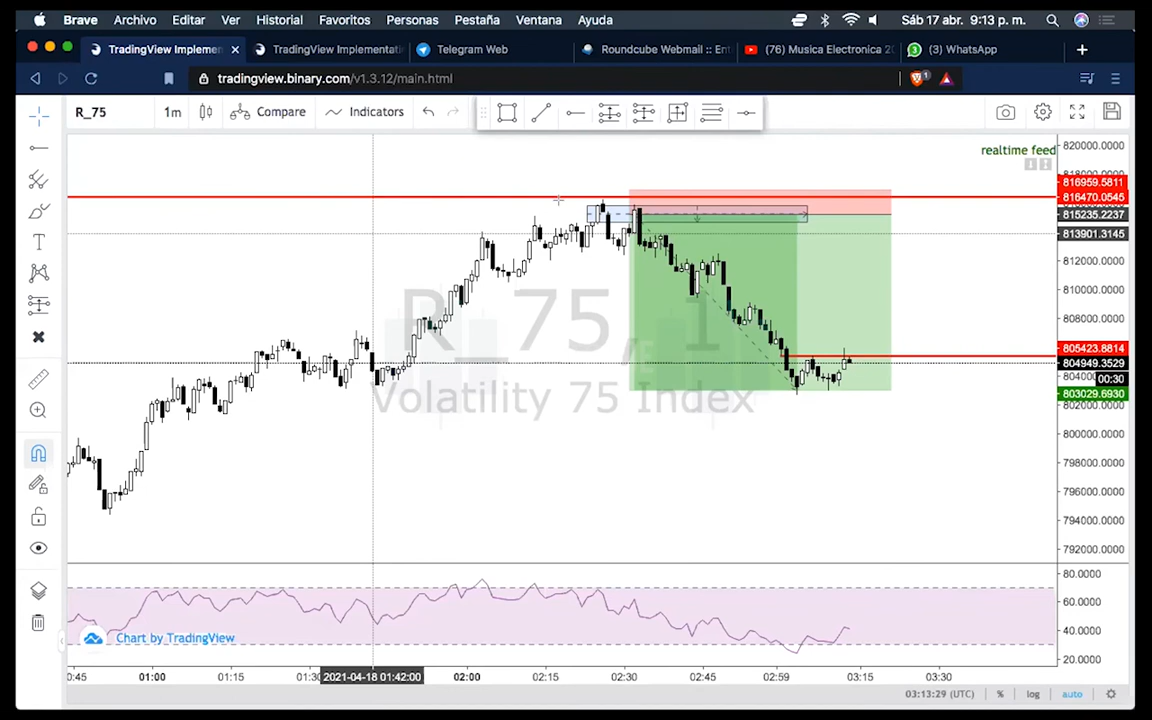 Brave Archivo Editar Ver Historial Favoritos Personas Pestaña Ventana Ayuda Sáb 17 abr. 9:13 p. m.
TradingView Implemen TradingView Implementati Telegram Web Roundcube Webmail :: Ent (76) Musica Electronica 20 (3) WhatsApp
tradingview.binary.com/v1.3.12/main.html 1
R_75 1m Compare Indicators
820000.0000
realtime feed
816959.5811
816470.0545
815235.2237
813901.3145
812000.0000
810000.0000
808000.0000
R_75, 1
Volatility 75 Index
805423.8814
804949.3529
00:30
803029.6930
802000.0000
800000.0000
798000.0000
796000.0000
794000.0000
792000.0000
80.0000
60.0000
40.0000
20.0000
Chart by TradingView
0:45 01:00 01:15 01:30 2021-04-18 01:42:00 02:00 02:15 02:30 02:45 02:59 03:15 03:30
03:13:29 (UTC) % log auto